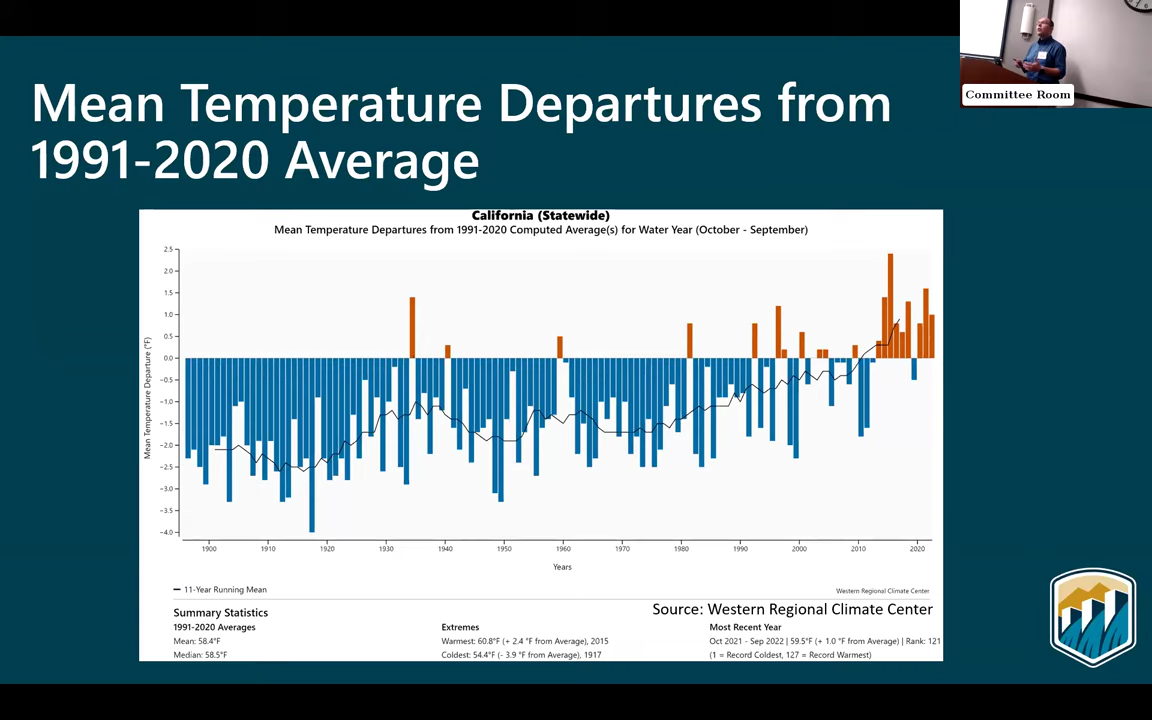 Committee Room
Mean Temperature Departures from
1991-2020 Average
California (Statewide)
Mean Temperature Departures from 1991-2020 Computed Average(s) for Water Year (October - September)
Mean Temperature Departure (°F)
2.5
2.0
1.5
1.0
0.5
0.0
−0.5
−1.0
−1.5
−2.0
−2.5
−3.0
−3.5
−4.0
1900 1910 1920 1930 1940 1950 1960 1970 1980 1990 2000 2010 2020
Years
11-Year Running Mean
Western Regional Climate Center
Source: Western Regional Climate Center
Summary Statistics
1991-2020 Averages Extremes Most Recent Year
Mean: 58.4°F Warmest: 60.8°F (+ 2.4 °F from Average), 2015 Oct 2021 - Sep 2022 | 59.5°F (+ 1.0 °F from Average) | Rank: 121
Median: 58.5°F Coldest: 54.4°F (- 3.9 °F from Average), 1917 (1 = Record Coldest, 127 = Record Warmest)